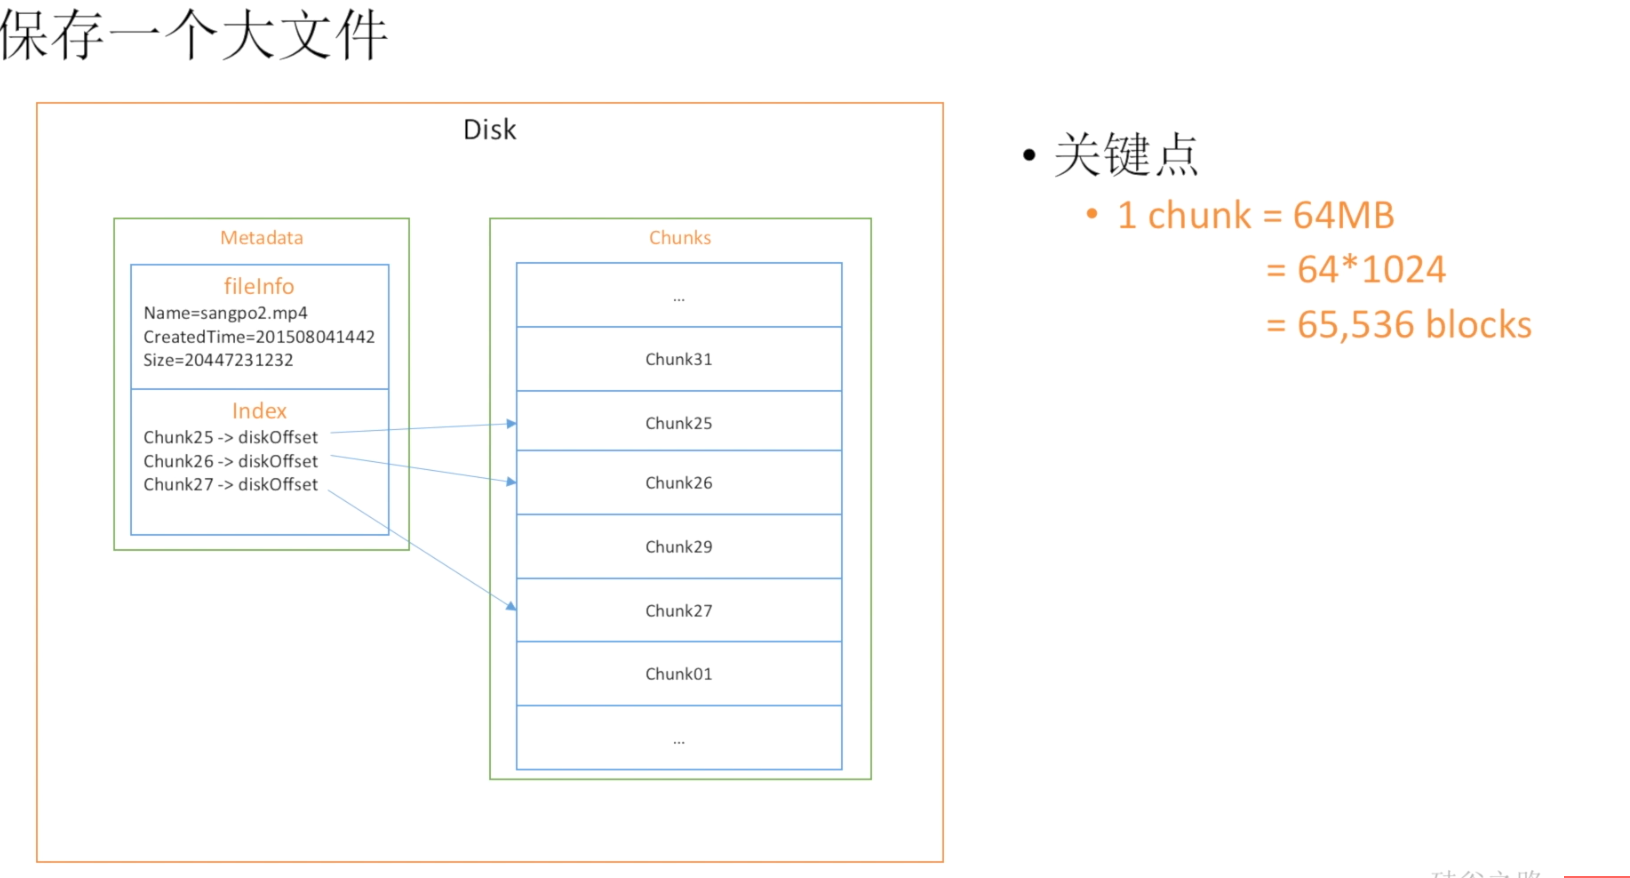 保存一个大文件
Disk
Metadata
fileInfo
Name=sangpo2.mp4
CreatedTime=201508041442
Size=20447231232
Index
Chunk25 -> diskOffset
Chunk26 -> diskOffset
Chunk27 -> diskOffset
Chunks
...
Chunk31
Chunk25
Chunk26
Chunk29
Chunk27
Chunk01
...
• 关键点
• 1 chunk = 64MB
= 64*1024
= 65,536 blocks